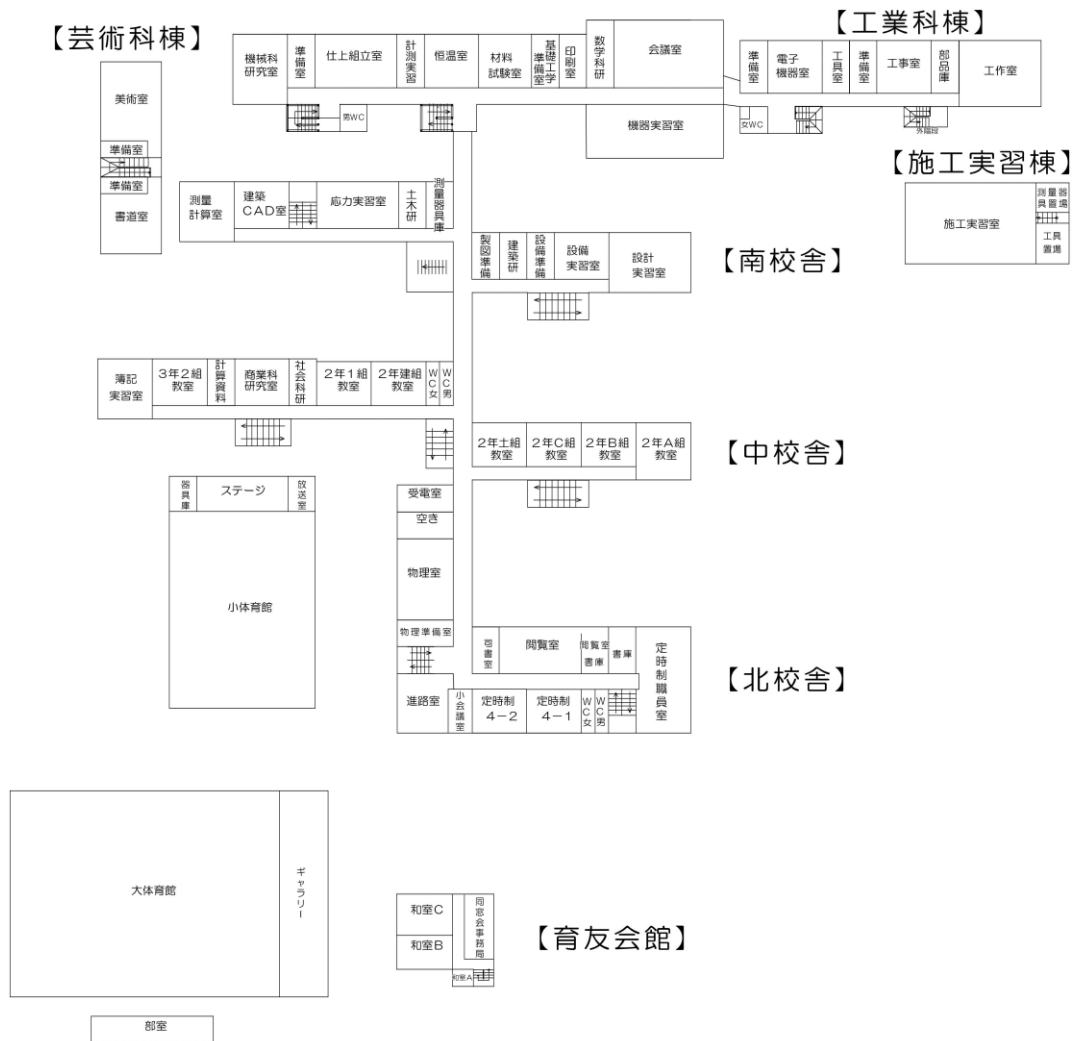 【芸術科棟】
【工業科棟】
機械科
研究室
準備室
仕上組立室
計測実習
恒温室
材料
試験室
基礎工学
準備室
印刷室
数学科研
会議室
準備室
電子
機器室
工具室
準備室
工事室
部品庫
工作室
男WC
機器実習室
女WC
外階段
美術室
準備室
準備室
書道室
【施工実習棟】
測量
計算室
建築
CAD室
応力実習室
土木研
測量器具庫
施工実習室
測量器
具置場
工具
置場
製図準備
建築研
設備準備
設備
実習室
設計
実習室
【南校舎】
簿記
実習室
3年2組
教室
計算資料
商業科
研究室
社会科研
2年1組
教室
2年建組
教室
WC女
WC男
2年土組
教室
2年C組
教室
2年B組
教室
2年A組
教室
【中校舎】
器具庫
ステージ
放送室
小体育館
受電室
空き
物理室
物理準備室
進路室
司書室
閲覧室
閲覧室
書庫
書庫
定時制職員室
【北校舎】
小会議室
定時制
4-2
定時制
4-1
WC女
WC男
大体育館
ギャラリー
和室C
和室B
和室A
同窓会事務局
【育友会館】
部室